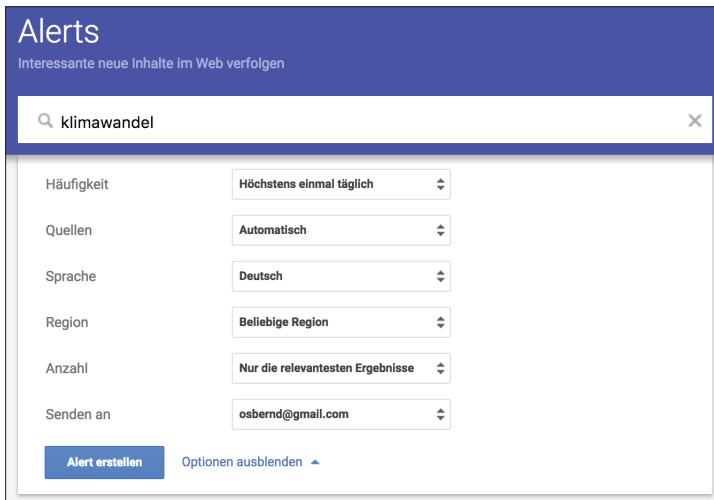 Alerts
Interessante neue Inhalte im Web verfolgen
klimawandel
Häufigkeit Höchstens einmal täglich
Quellen Automatisch
Sprache Deutsch
Region Beliebige Region
Anzahl Nur die relevantesten Ergebnisse
Senden an osbernd@gmail.com
Alert erstellen Optionen ausblenden